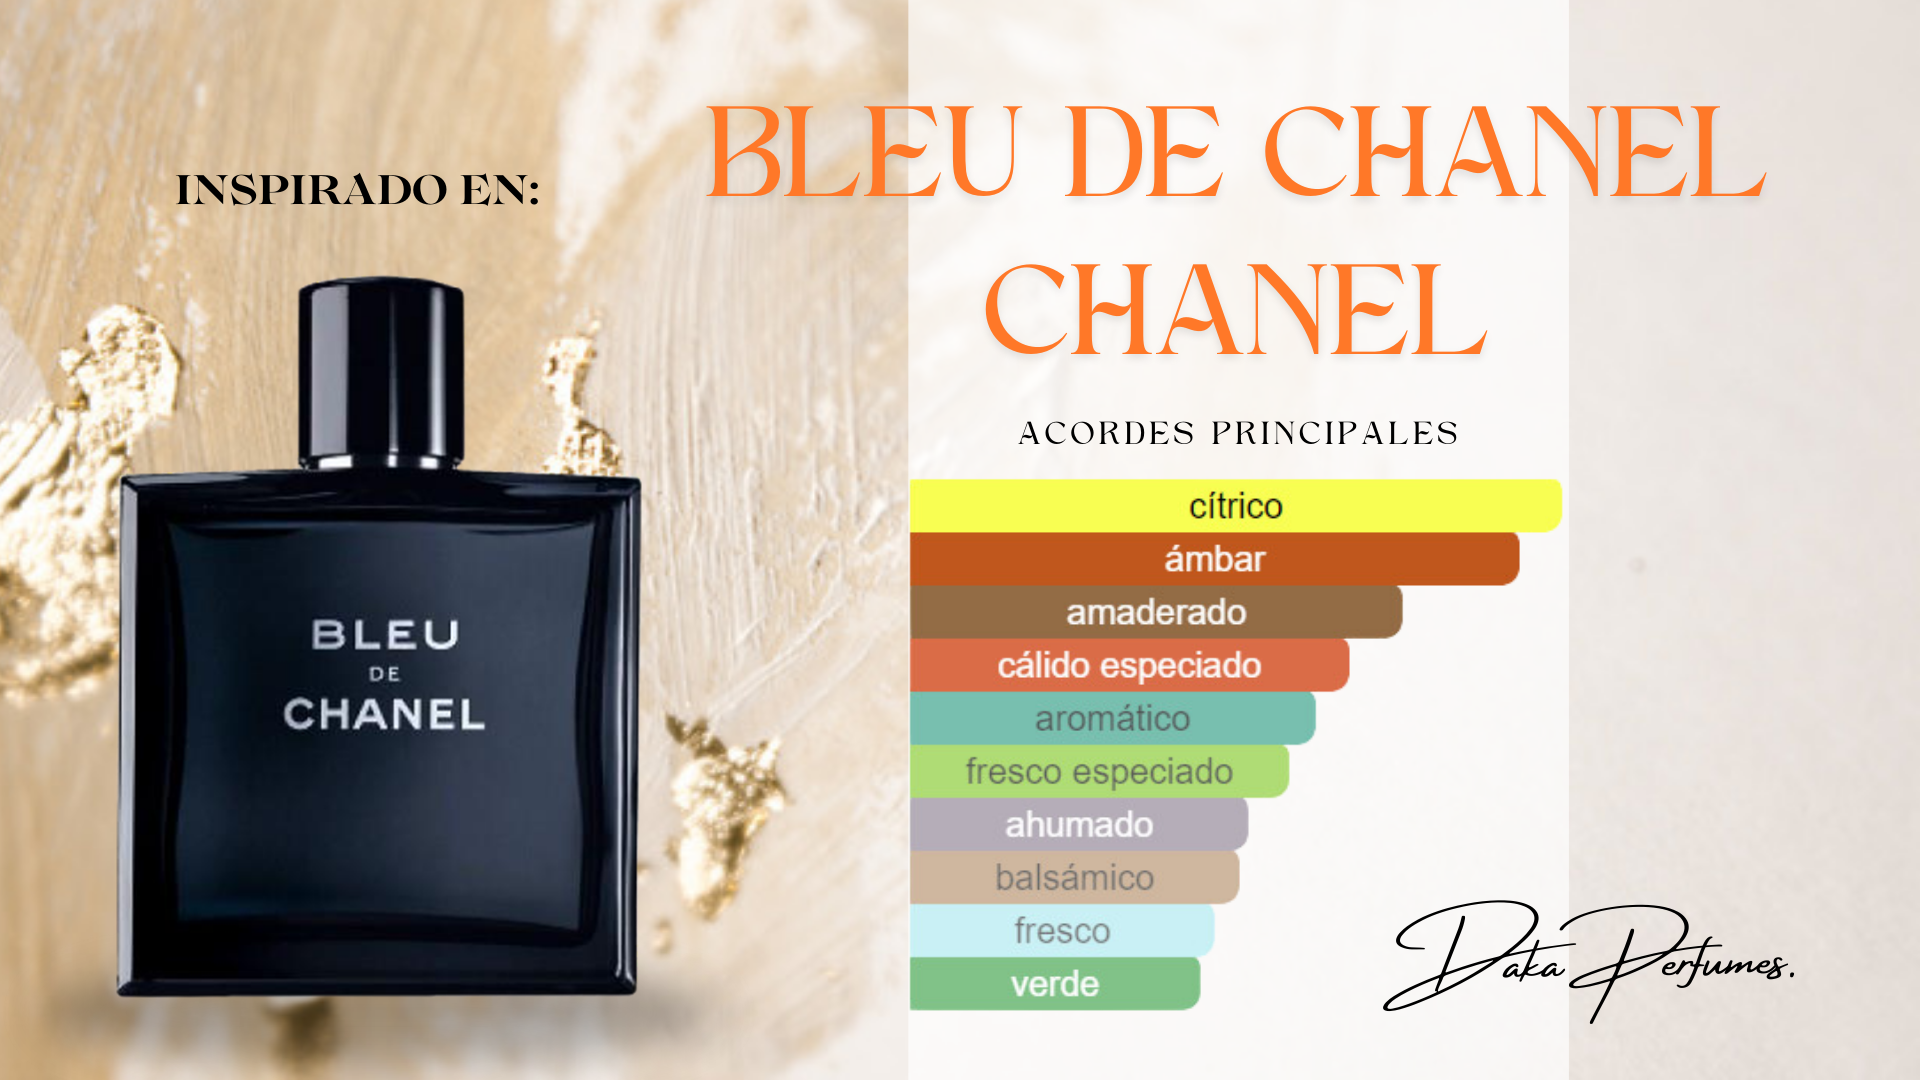 INSPIRADO EN:
BLEU DE CHANEL
CHANEL
ACORDES PRINCIPALES
cítrico
ámbar
amaderado
cálido especiado
aromático
fresco especiado
ahumado
balsámico
fresco
verde
BLEU
DE
CHANEL
Daka Perfumes.